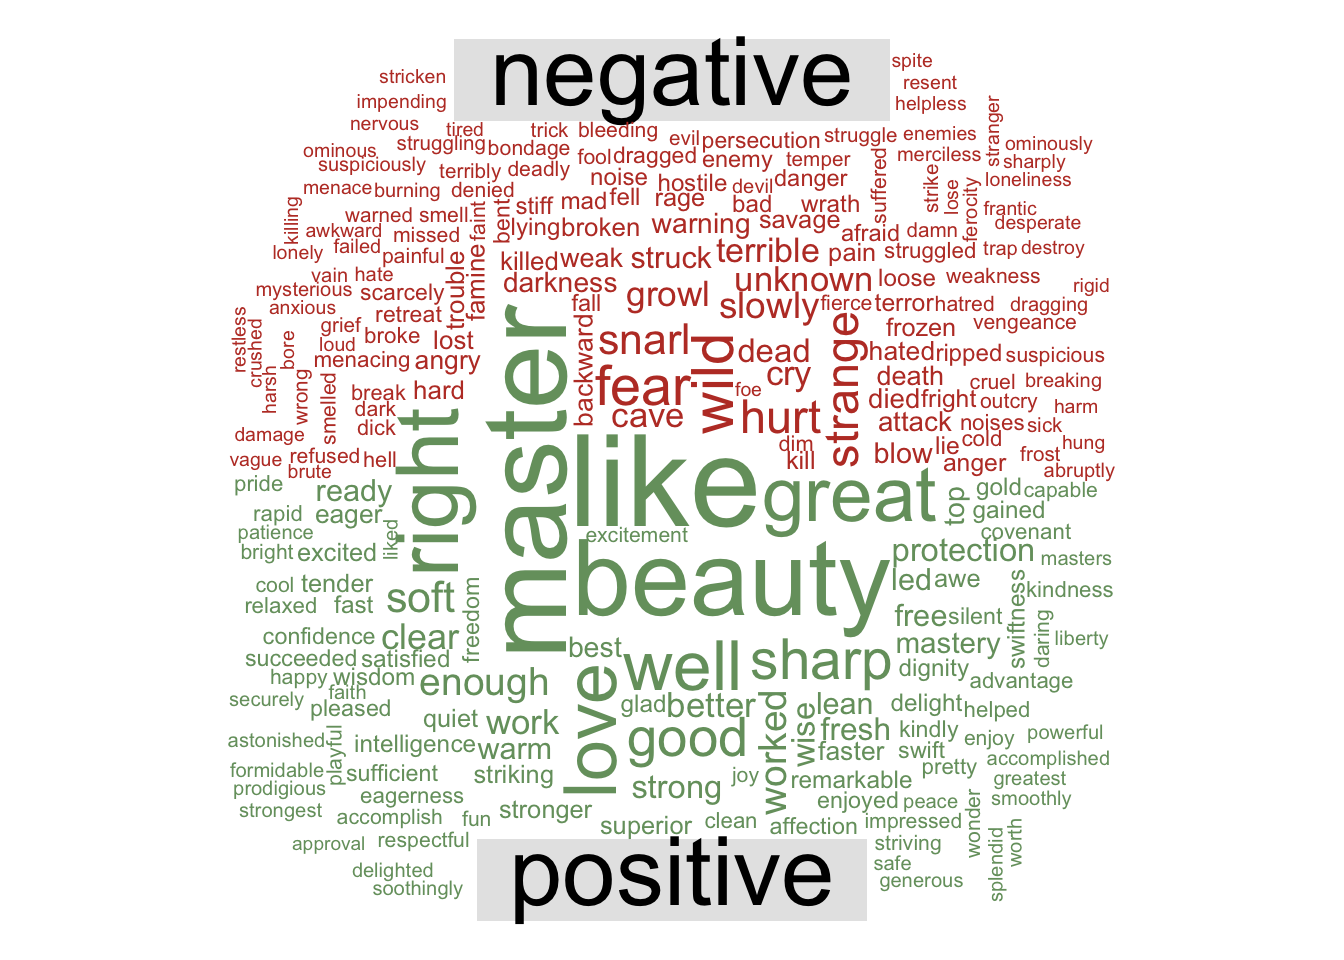 negative
stricken
spite
resent
impending
helpless
nervous
tired
trick
bleeding
evil
persecution
struggle
enemies
stranger
ominously
ominous
struggling
bondage
fool
dragged
enemy
temper
merciless
sharply
suspiciously
terribly
deadly
noise
hostile
devil
danger
suffered
strike
lose
ferocity
loneliness
menace
burning
denied
stiff
mad
fell
rage
bad
wrath
frantic
killing
warned
smell
faint
bent
lying
broken
warning
savage
afraid
damn
desperate
awkward
missed
lonely
failed
painful
trouble
famine
killed
weak
struck
terrible
pain
struggled
trap
destroy
vain
hate
darkness
growl
unknown
loose
weakness
rigid
mysterious
scarcely
fall
slowly
fierce
terror
hatred
dragging
anxious
retreat
restless
crushed
bore
grief
loud
broke
lost
backward
snarl
wild
dead
strange
frozen
vengeance
harsh
wrong
menacing
angry
fear
foe
cry
hated
ripped
suspicious
smelled
break
hard
cave
hurt
death
cruel
breaking
dark
died
fright
outcry
harm
damage
dick
dim
attack
noises
sick
vague
refused
hell
kill
blow
lie
cold
hung
brute
anger
frost
abruptly
pride
ready
right
master
like
great
top
gold
capable
rapid
eager
gained
patience
liked
excitement
covenant
bright
excited
beauty
protection
masters
cool
tender
soft
led
awe
kindness
relaxed
fast
freedom
free
silent
swiftness
daring
confidence
clear
best
mastery
liberty
succeeded
satisfied
well
sharp
dignity
happy
wisdom
enough
love
advantage
securely
faith
pleased
glad
better
worked
wise
lean
delight
helped
quiet
work
good
fresh
kindly
enjoy
powerful
astonished
playful
intelligence
warm
faster
swift
accomplished
formidable
sufficient
striking
strong
joy
remarkable
pretty
greatest
prodigious
eagerness
enjoyed
peace
smoothly
strongest
accomplish
fun
stronger
superior
clean
affection
impressed
wonder
splendid
worth
approval
respectful
striving
delighted
safe
soothingly
generous
positive